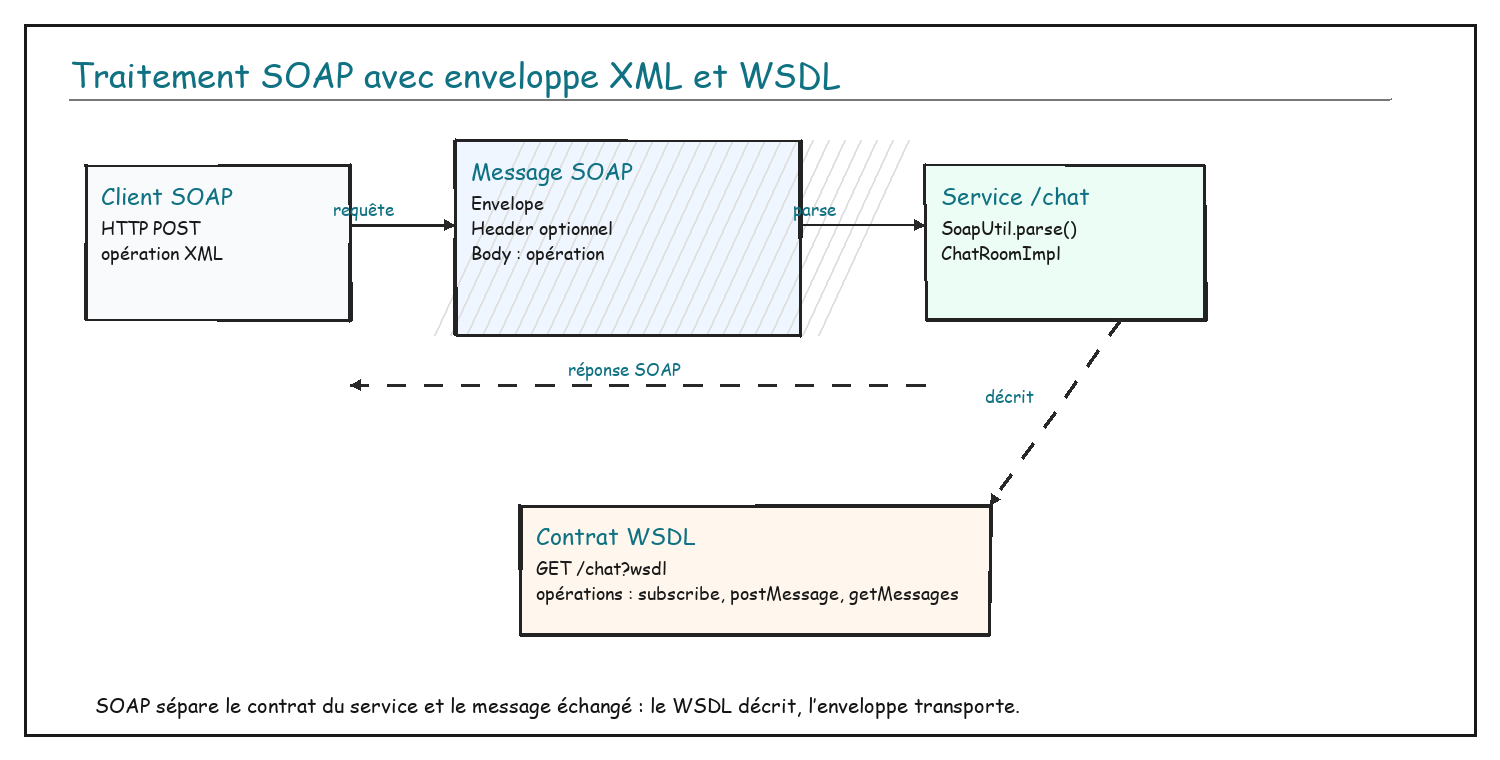 Traitement SOAP avec enveloppe XML et WSDL
Client SOAP
HTTP POST
opération XML
requête
Message SOAP
Envelope
Header optionnel
Body : opération
parse
Service /chat
SoapUtil.parse()
ChatRoomImpl
réponse SOAP
décrit
Contrat WSDL
GET /chat?wsdl
opérations : subscribe, postMessage, getMessages
SOAP sépare le contrat du service et le message échangé : le WSDL décrit, l'enveloppe transporte.